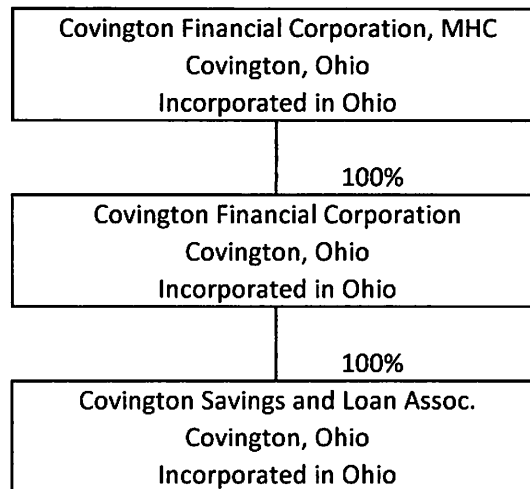 Covington Financial Corporation, MHC
Covington, Ohio
Incorporated in Ohio
100%
Covington Financial Corporation
Covington, Ohio
Incorporated in Ohio
100%
Covington Savings and Loan Assoc.
Covington, Ohio
Incorporated in Ohio